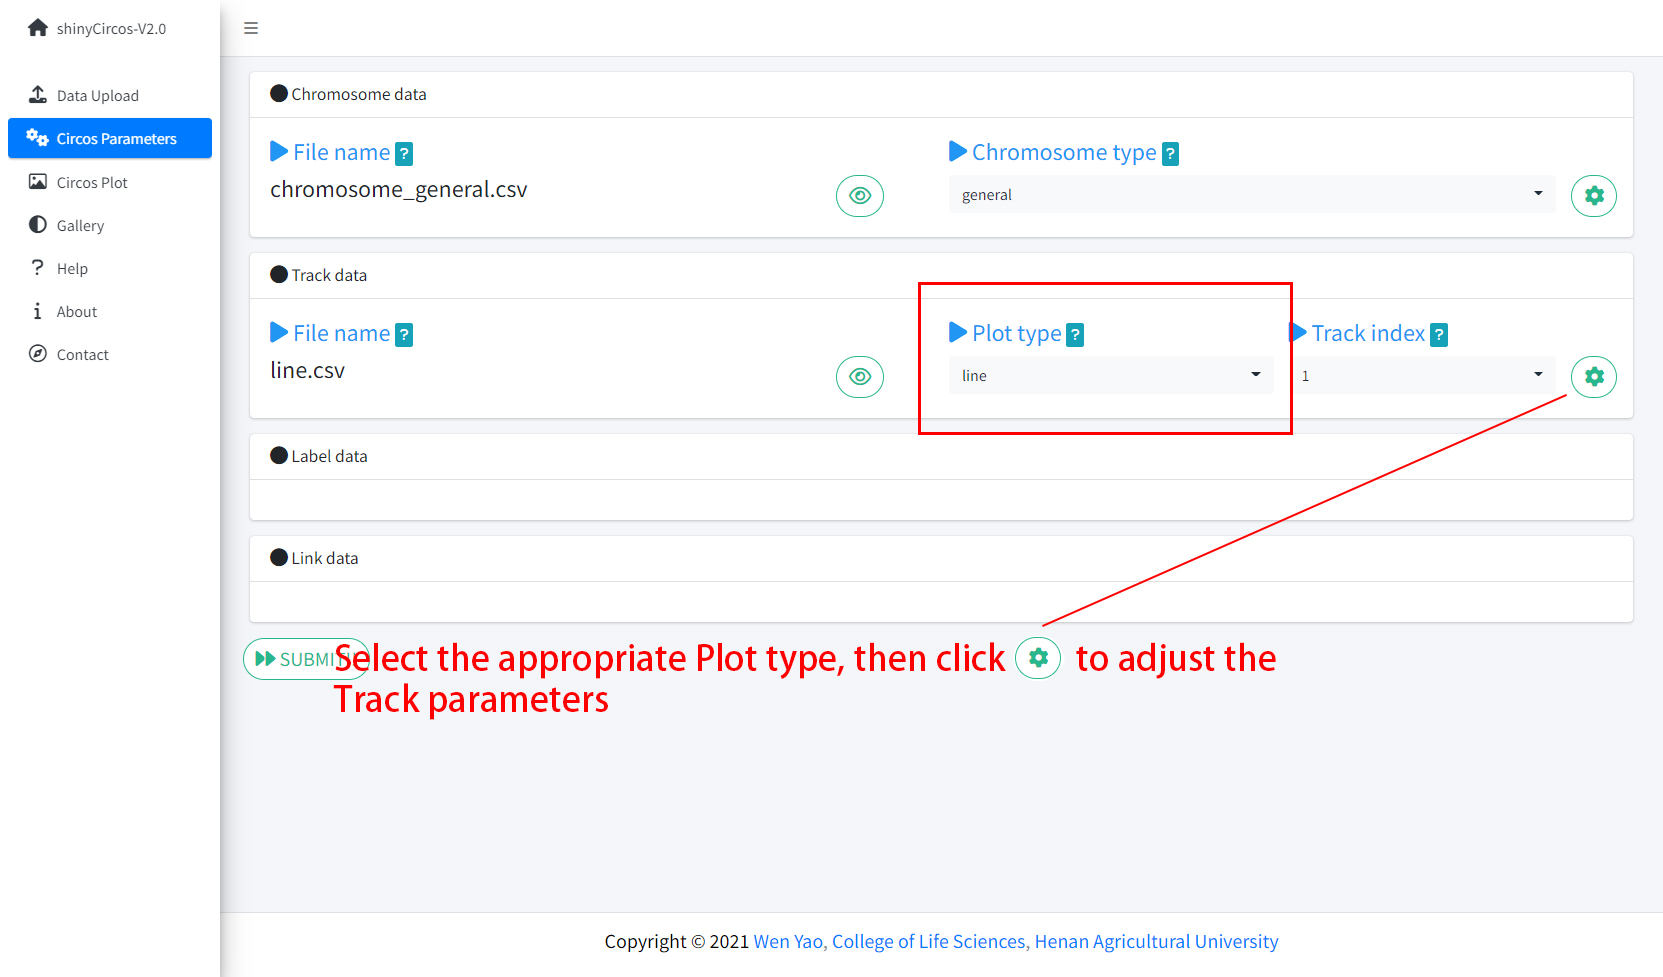 shinyCircos-V2.0
Data Upload
Circos Parameters
Circos Plot
Gallery
Help
About
Contact
Chromosome data
File name ?
Chromosome type ?
chromosome_general.csv
general
Track data
File name ?
Plot type ?
Track index ?
line.csv
line
1
Label data
Link data
SUBMIT
Select the appropriate Plot type, then click to adjust the
Track parameters
Copyright © 2021 Wen Yao, College of Life Sciences, Henan Agricultural University